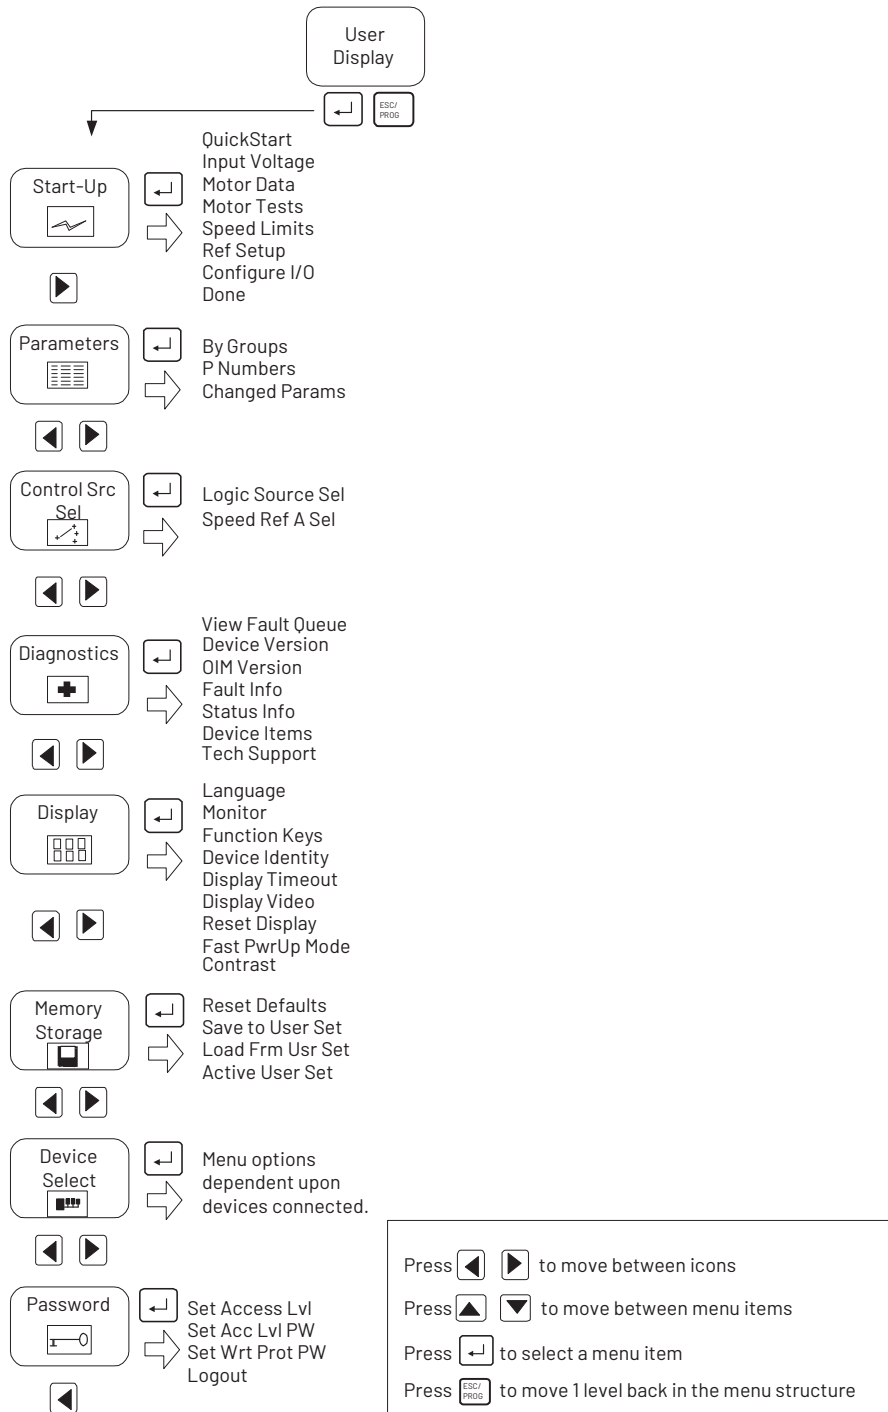 User
Display
ESC/
PROG
Start-Up
QuickStart
Input Voltage
Motor Data
Motor Tests
Speed Limits
Ref Setup
Configure I/O
Done
Parameters
By Groups
P Numbers
Changed Params
Control Src
Sel
Logic Source Sel
Speed Ref A Sel
Diagnostics
View Fault Queue
Device Version
OIM Version
Fault Info
Status Info
Device Items
Tech Support
Display
Language
Monitor
Function Keys
Device Identity
Display Timeout
Display Video
Reset Display
Fast PwrUp Mode
Contrast
Memory
Storage
Reset Defaults
Save to User Set
Load Frm Usr Set
Active User Set
Device
Select
Menu options
dependent upon
devices connected.
Password
Set Access Lvl
Set Acc Lvl PW
Set Wrt Prot PW
Logout
Press to move between icons
Press to move between menu items
Press to select a menu item
Press ESC/ PROG to move 1 level back in the menu structure